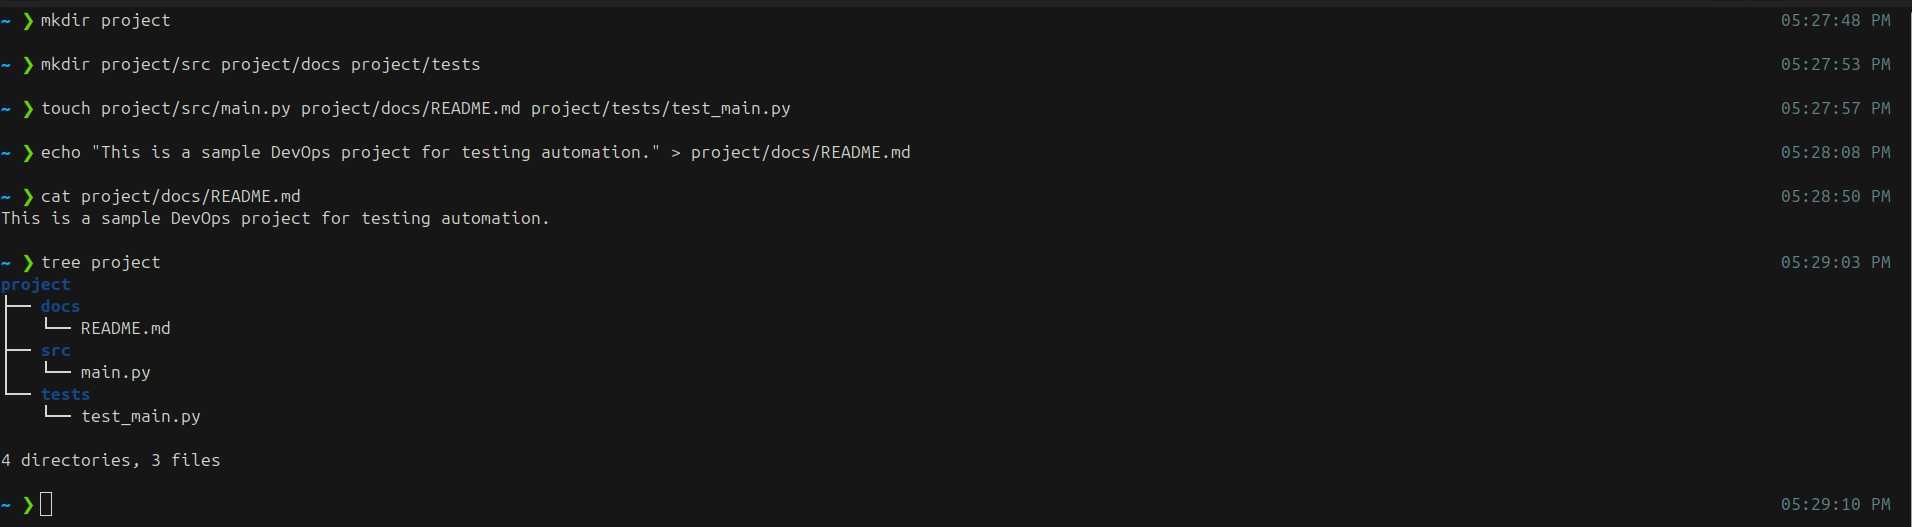 ~ ❯ mkdir project 05:27:48 PM
~ ❯ mkdir project/src project/docs project/tests 05:27:53 PM
~ ❯ touch project/src/main.py project/docs/README.md project/tests/test_main.py 05:27:57 PM
~ ❯ echo "This is a sample DevOps project for testing automation." > project/docs/README.md 05:28:08 PM
~ ❯ cat project/docs/README.md 05:28:50 PM
This is a sample DevOps project for testing automation.
~ ❯ tree project 05:29:03 PM
project
├── docs
│   └── README.md
├── src
│   └── main.py
└── tests
    └── test_main.py
4 directories, 3 files
~ ❯ 05:29:10 PM